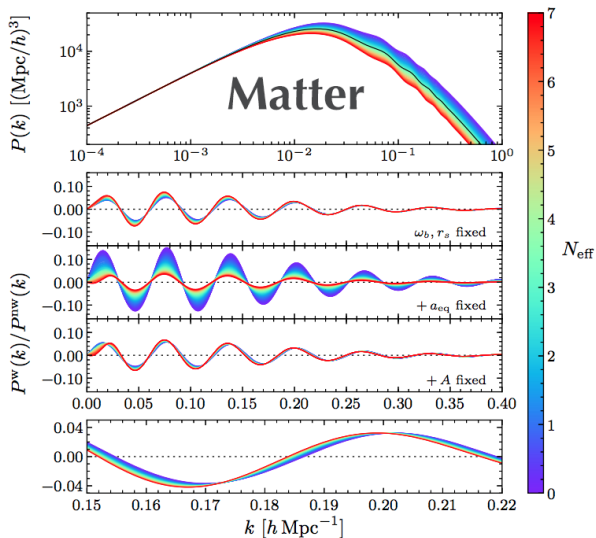 P(k) [(Mpc/h)³]
10⁴
10³
Matter
10⁻⁴ 10⁻³ 10⁻² 10⁻¹ 10⁰
Pʷ(k)/Pⁿʷ(k)
0.10
0.00
−0.10
ω_b, r_s fixed
0.10
0.00
−0.10
+ a_eq fixed
0.10
0.00
−0.10
+ A fixed
0.00 0.05 0.10 0.15 0.20 0.25 0.30 0.35 0.40
0.04
0.00
−0.04
0.15 0.16 0.17 0.18 0.19 0.20 0.21 0.22
k [h Mpc⁻¹]
7
6
5
4
3
2
1
0
N_eff